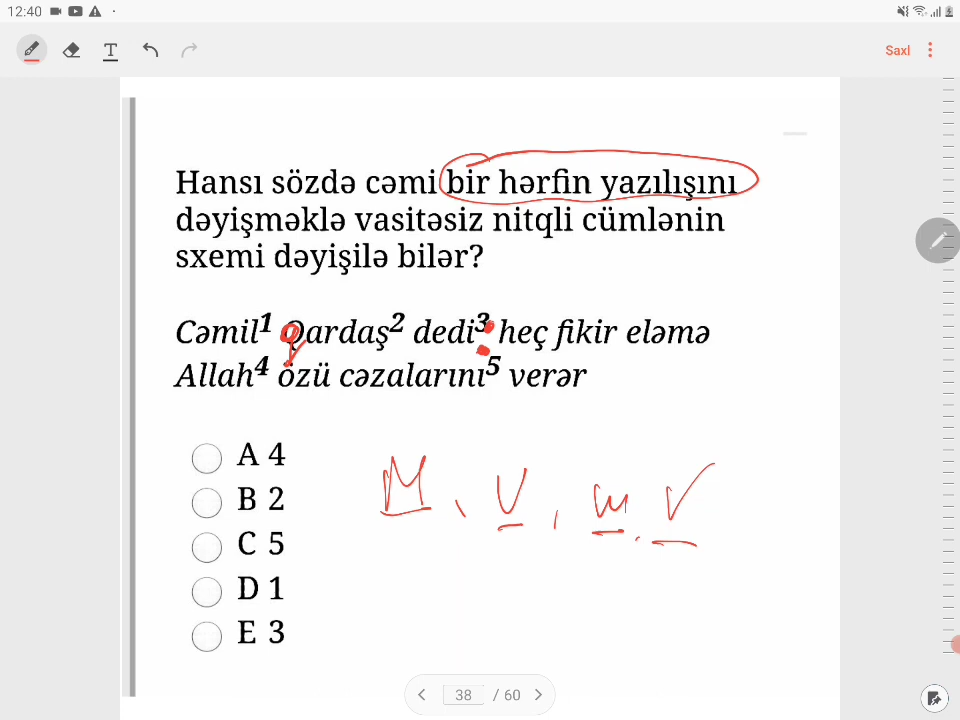 12:40
Saxl
Hansı sözdə cəmi bir hərfin yazılışını
dəyişməklə vasitəsiz nitqli cümlənin
sxemi dəyişilə bilər?
Cəmil¹ Qardaş² dedi³: heç fikir eləmə
Allah⁴ özü cəzalarını⁵ verər
A 4
B 2
C 5
D 1
E 3
M, V, m, v
38 / 60